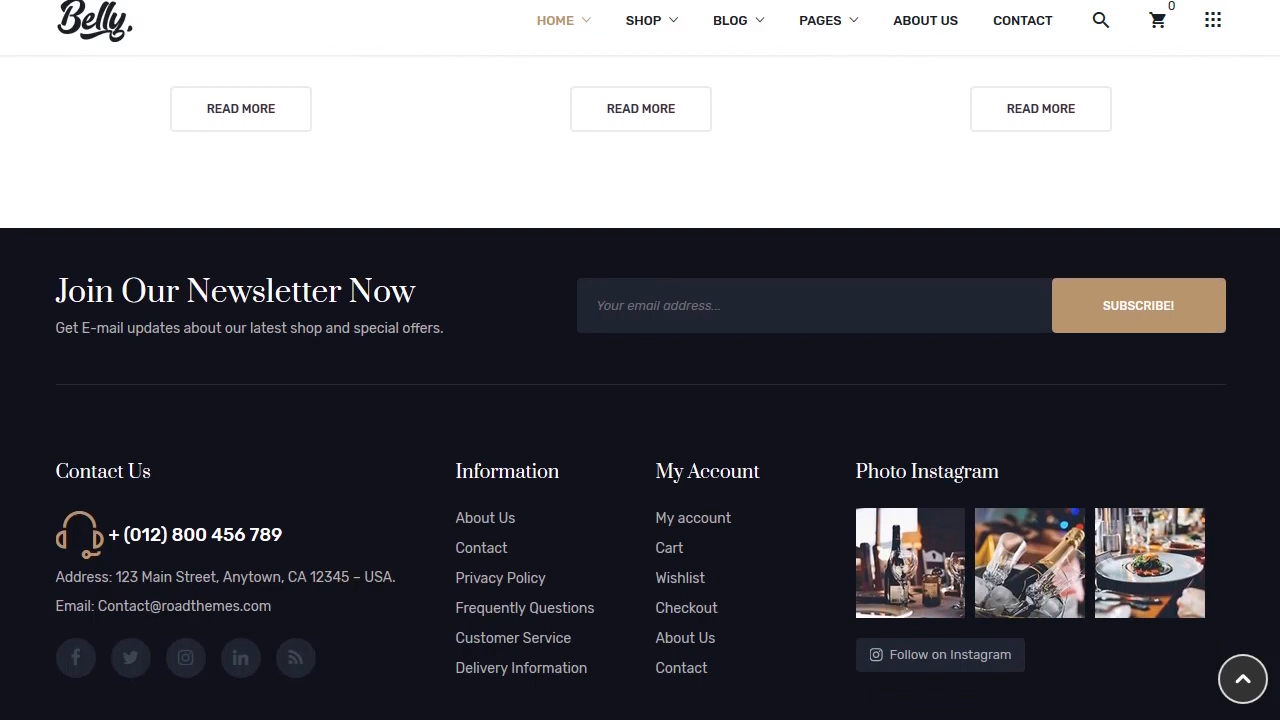 Belly.
HOME SHOP BLOG PAGES ABOUT US CONTACT 0
READ MORE READ MORE READ MORE
Join Our Newsletter Now
Get E-mail updates about our latest shop and special offers.
Your email address... SUBSCRIBE!
Contact Us
+ (012) 800 456 789
Address: 123 Main Street, Anytown, CA 12345 – USA.
Email: Contact@roadthemes.com
Information
About Us
Contact
Privacy Policy
Frequently Questions
Customer Service
Delivery Information
My Account
My account
Cart
Wishlist
Checkout
About Us
Contact
Photo Instagram
Follow on Instagram